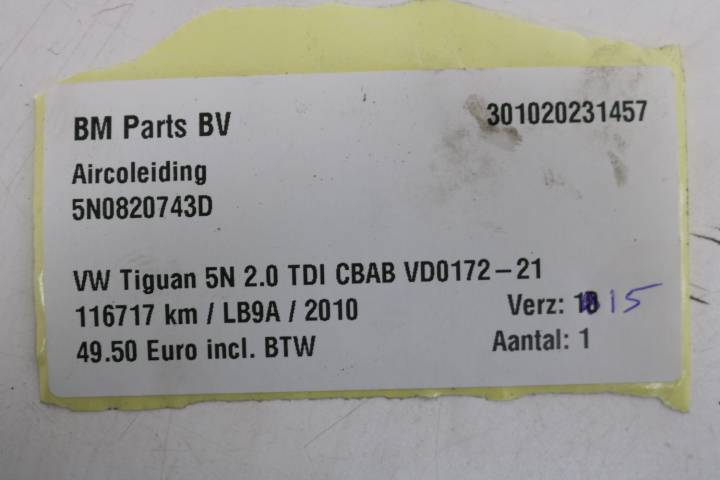 BM Parts BV 301020231457
Aircoleiding
5N0820743D
VW Tiguan 5N 2.0 TDI CBAB VD0172-21
116717 km / LB9A / 2010 Verz: 15
49.50 Euro incl. BTW Aantal: 1